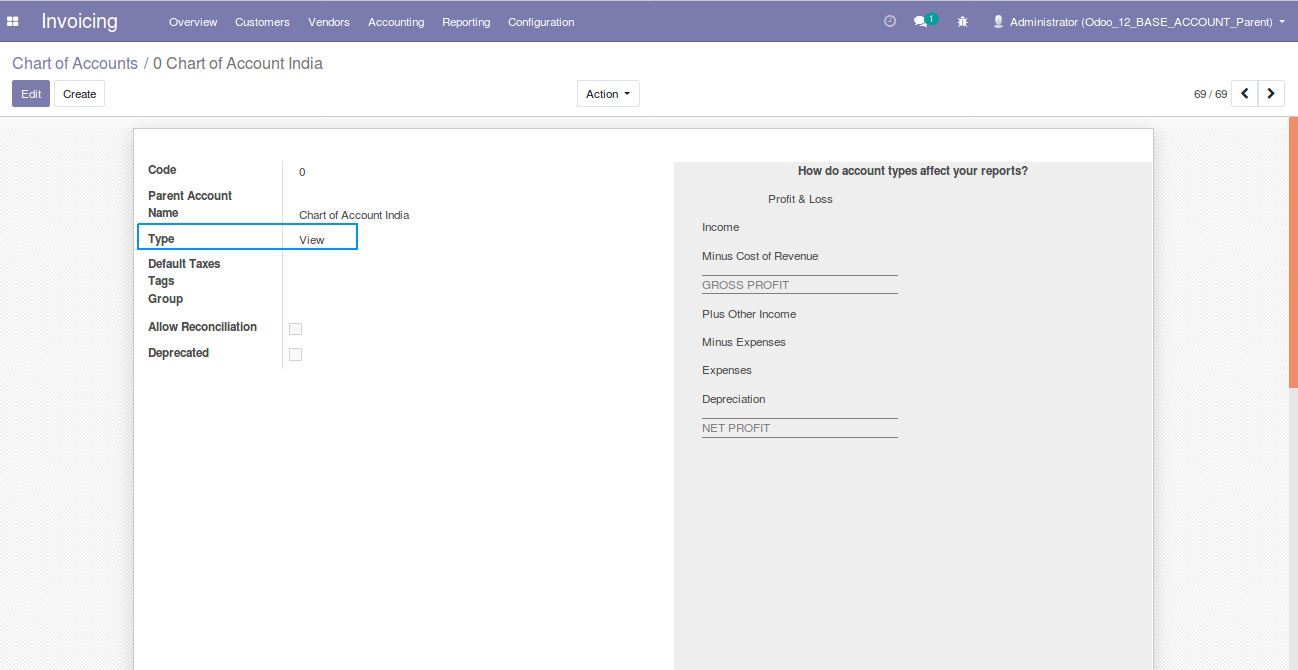 Invoicing Overview Customers Vendors Accounting Reporting Configuration 1 Administrator (Odoo_12_BASE_ACCOUNT_Parent)
Chart of Accounts / 0 Chart of Account India
Edit Create Action 69 / 69
Code 0
Parent Account
Name Chart of Account India
Type View
Default Taxes
Tags
Group
Allow Reconciliation
Deprecated
How do account types affect your reports?
Profit & Loss
Income
Minus Cost of Revenue
GROSS PROFIT
Plus Other Income
Minus Expenses
Expenses
Depreciation
NET PROFIT